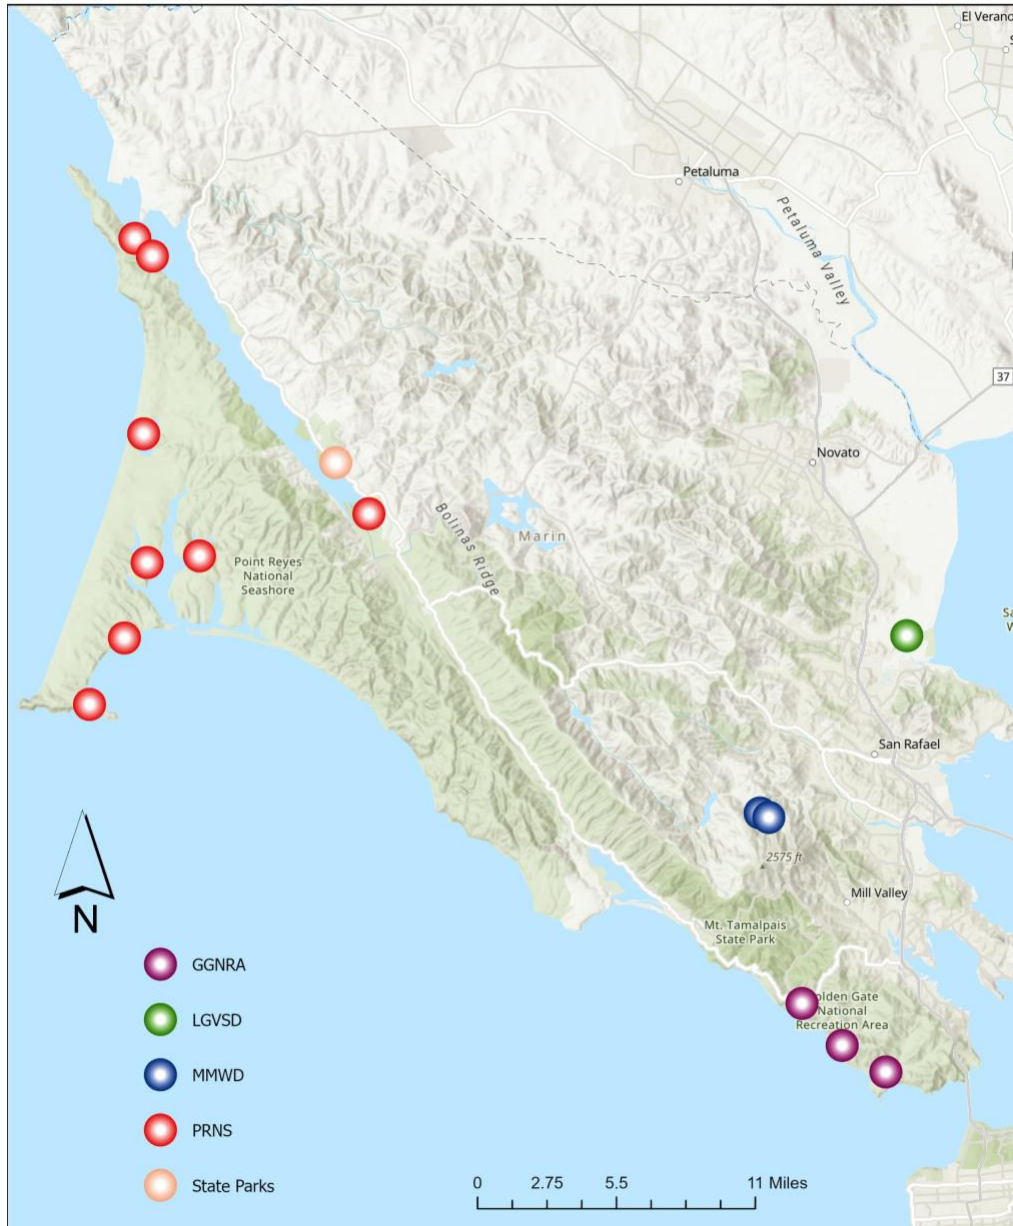 El Verano
S
Petaluma
Petaluma Valley
37
Novato
Bolinas Ridge
Marin
Point Reyes
National
Seashore
Sa
W
San Rafael
2575 ft
Mill Valley
Mt. Tamalpais
State Park
olden Gate
National
Recreation Area
N
GGNRA
LGVSD
MMWD
PRNS
State Parks
0 2.75 5.5 11 Miles